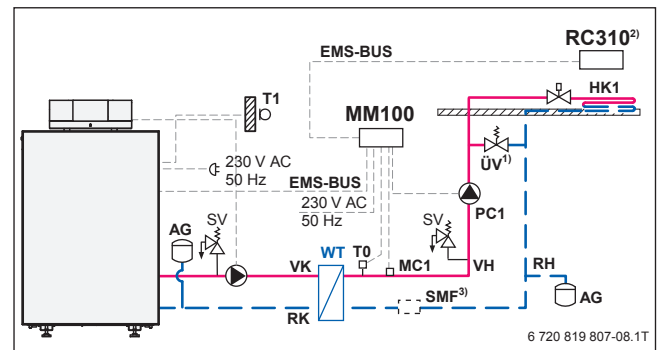 RC310²⁾
EMS-BUS
HK1
T1
MM100
230 V AC
50 Hz
ÜV¹⁾
EMS-BUS
230 V AC
50 Hz
PC1
AG
SV
SV
WT
T0
VK
MC1
VH
RH
SMF³⁾
RK
AG
6 720 819 807-08.1T